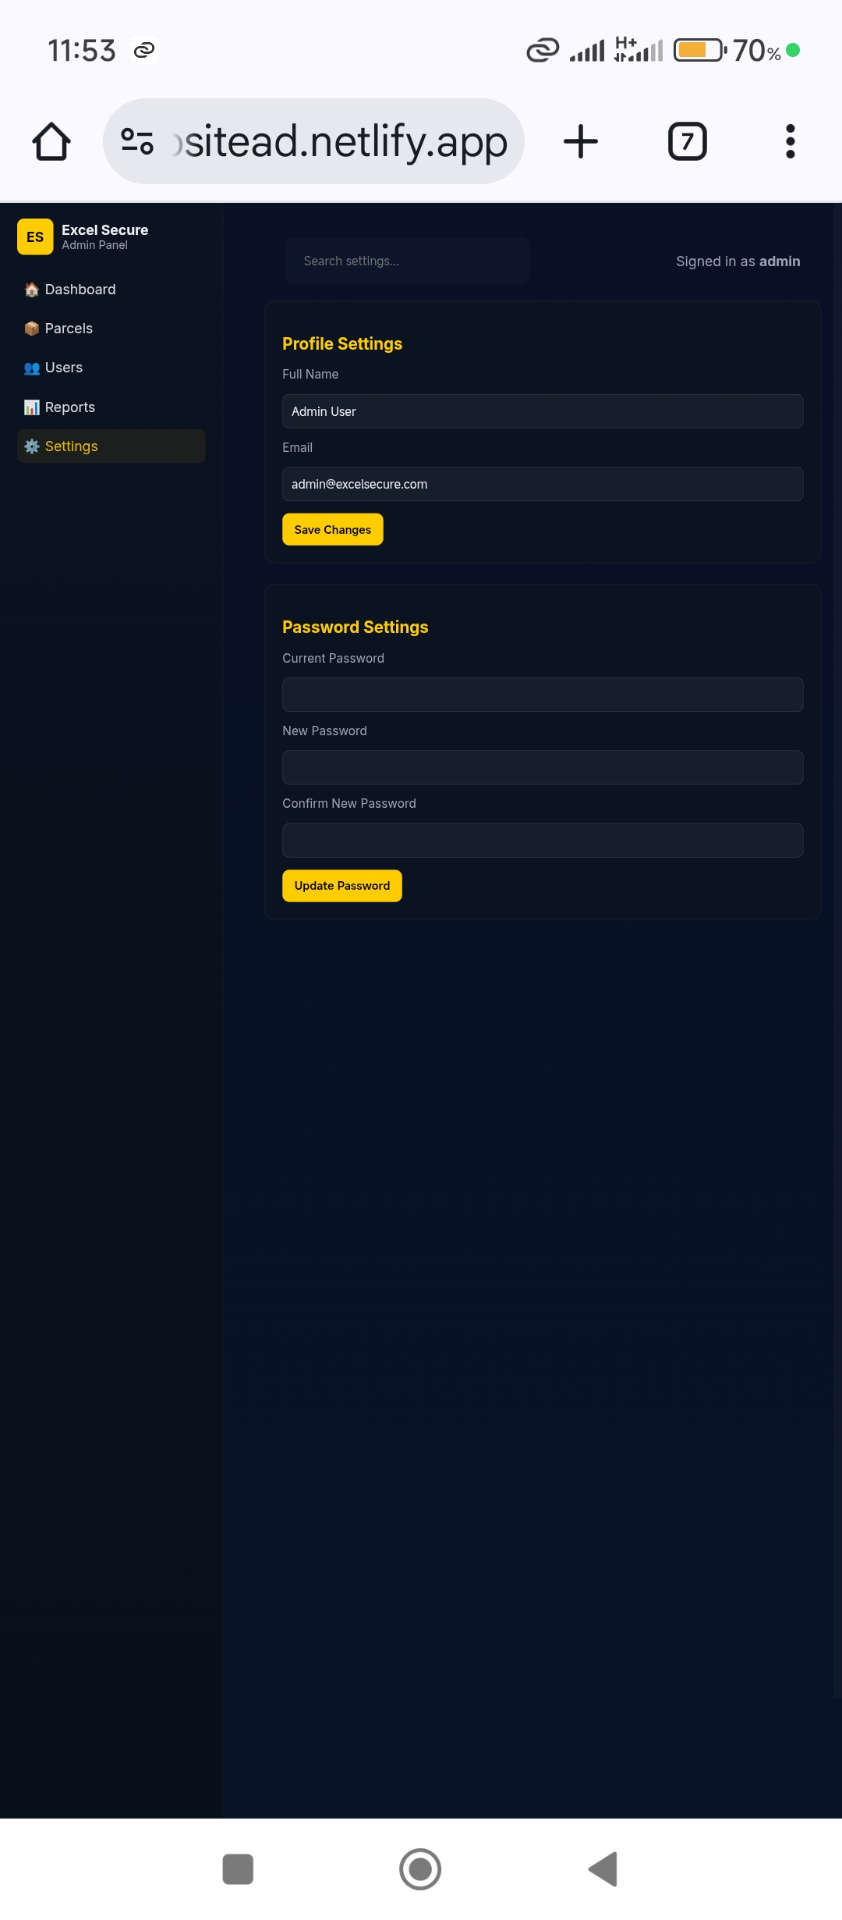 11:53
H+
70%
sitead.netlify.app
7
ES
Excel Secure
Admin Panel
Dashboard
Parcels
Users
Reports
Settings
Search settings...
Signed in as admin
Profile Settings
Full Name
Admin User
Email
admin@excelsecure.com
Save Changes
Password Settings
Current Password
New Password
Confirm New Password
Update Password